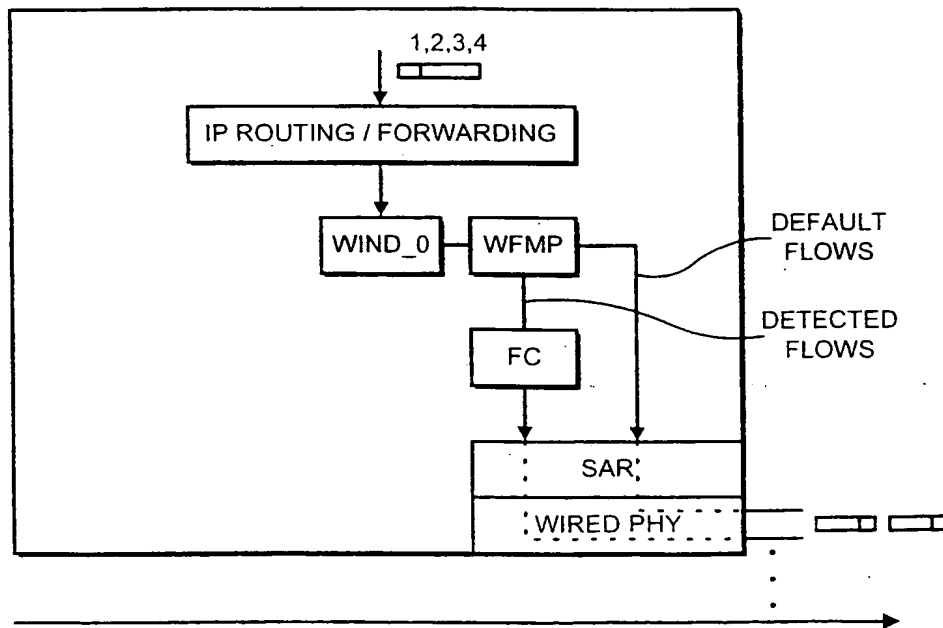 1,2,3,4
IP ROUTING / FORWARDING
WIND_0
WFMP
DEFAULT
FLOWS
DETECTED
FLOWS
FC
SAR
WIRED PHY